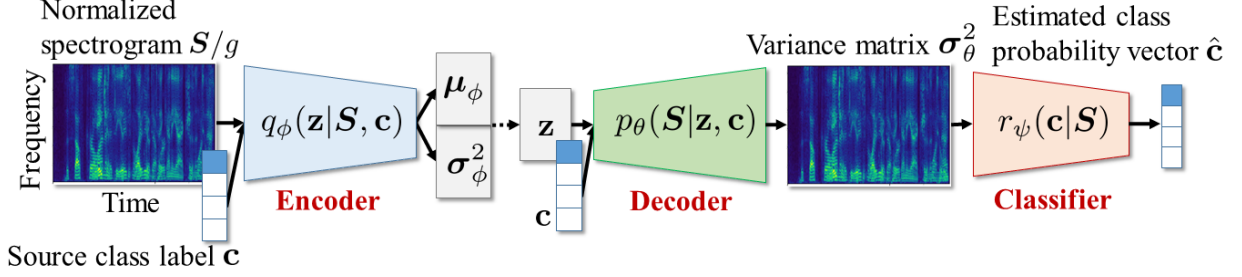 Normalized
spectrogram S/g
Frequency
Time
Source class label c
q_ϕ(z|S, c)
Encoder
μ_ϕ
σ²_ϕ
z
c
p_θ(S|z, c)
Decoder
Variance matrix σ²_θ
Estimated class
probability vector ĉ
r_ψ(c|S)
Classifier